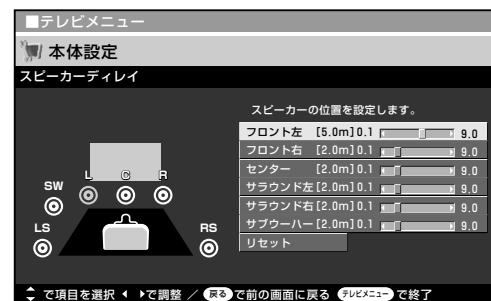 ■テレビメニュー
本体設定
スピーカーディレイ
スピーカーの位置を設定します。
フロント左 [5.0m] 0.1 9.0
フロント右 [2.0m] 0.1 9.0
センター [2.0m] 0.1 9.0
サラウンド左 [2.0m] 0.1 9.0
サラウンド右 [2.0m] 0.1 9.0
サブウーハー [2.0m] 0.1 9.0
リセット
L C R
SW
LS RS
で項目を選択 で調整 / 戻る で前の画面に戻る テレビメニュー で終了